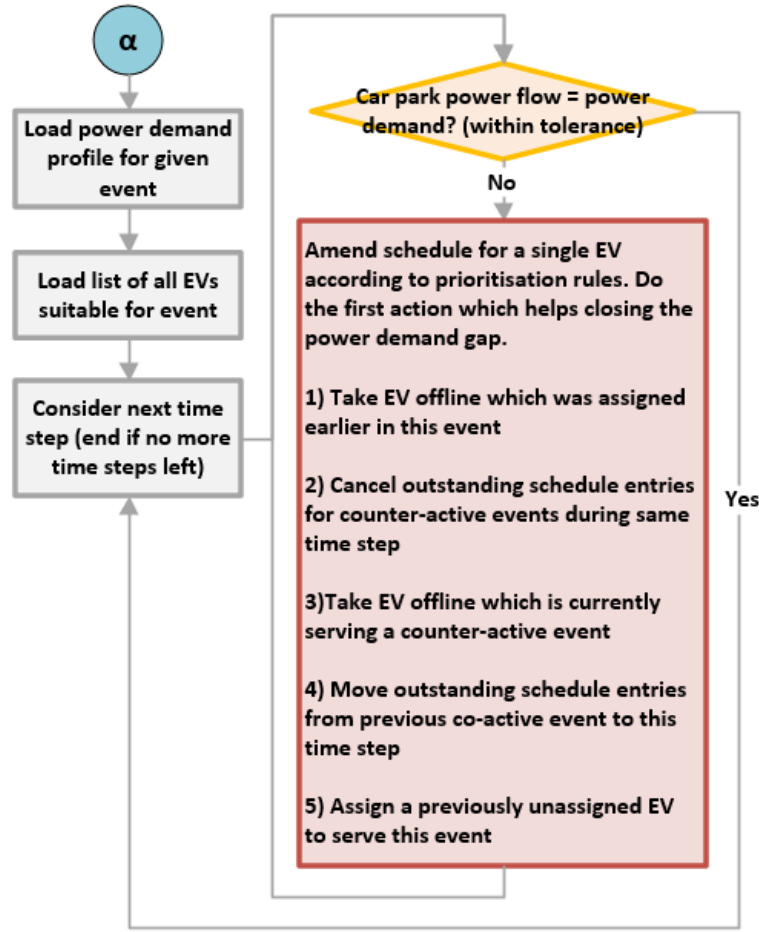 α
Load power demand
profile for given
event
Load list of all EVs
suitable for event
Consider next time
step (end if no more
time steps left)
Car park power flow = power
demand? (within tolerance)
No
Amend schedule for a single EV
according to prioritisation rules. Do
the first action which helps closing the
power demand gap.
1) Take EV offline which was assigned
earlier in this event
2) Cancel outstanding schedule entries
for counter-active events during same
time step
3)Take EV offline which is currently
serving a counter-active event
4) Move outstanding schedule entries
from previous co-active event to this
time step
5) Assign a previously unassigned EV
to serve this event
Yes